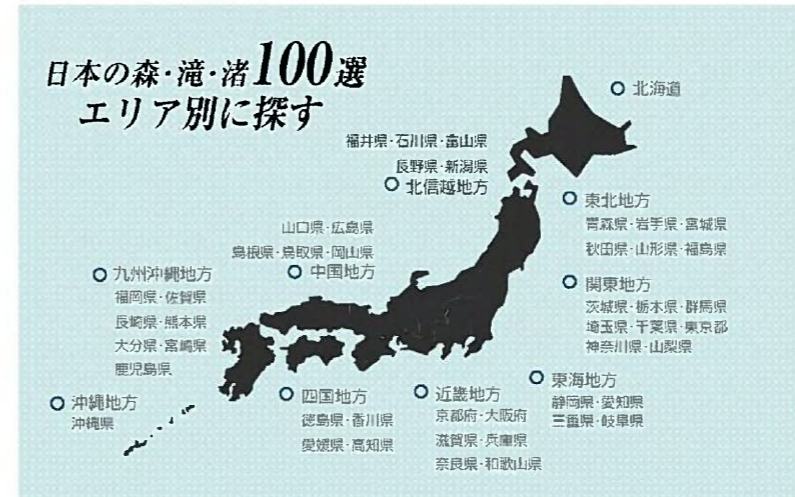 日本の森・滝・渚100選
エリア別に探す
北海道
福井県・石川県・富山県
長野県・新潟県
北信越地方
東北地方
青森県・岩手県・宮城県
秋田県・山形県・福島県
山口県・広島県
島根県・鳥取県・岡山県
中国地方
九州沖縄地方
福岡県・佐賀県
長崎県・熊本県
大分県・宮崎県
鹿児島県
関東地方
茨城県・栃木県・群馬県
埼玉県・千葉県・東京都
神奈川県・山梨県
東海地方
静岡県・愛知県
三重県・岐阜県
近畿地方
京都府・大阪府
滋賀県・兵庫県
奈良県・和歌山県
四国地方
徳島県・香川県
愛媛県・高知県
沖縄地方
沖縄県